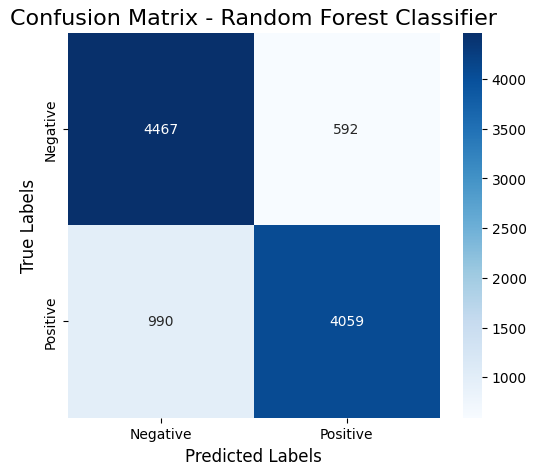 Confusion Matrix - Random Forest Classifier
True Labels
Negative
4467
592
Positive
990
4059
Negative
Positive
Predicted Labels
4000
3500
3000
2500
2000
1500
1000